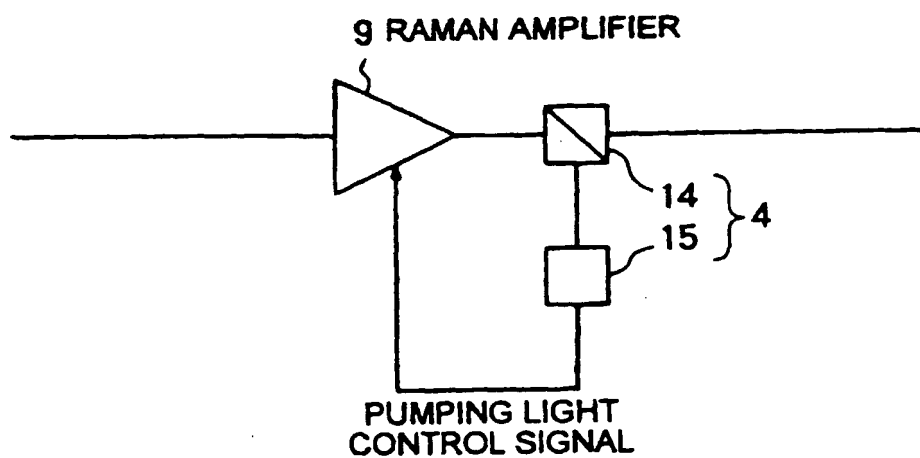 9 RAMAN AMPLIFIER
14
15
4
PUMPING LIGHT
CONTROL SIGNAL